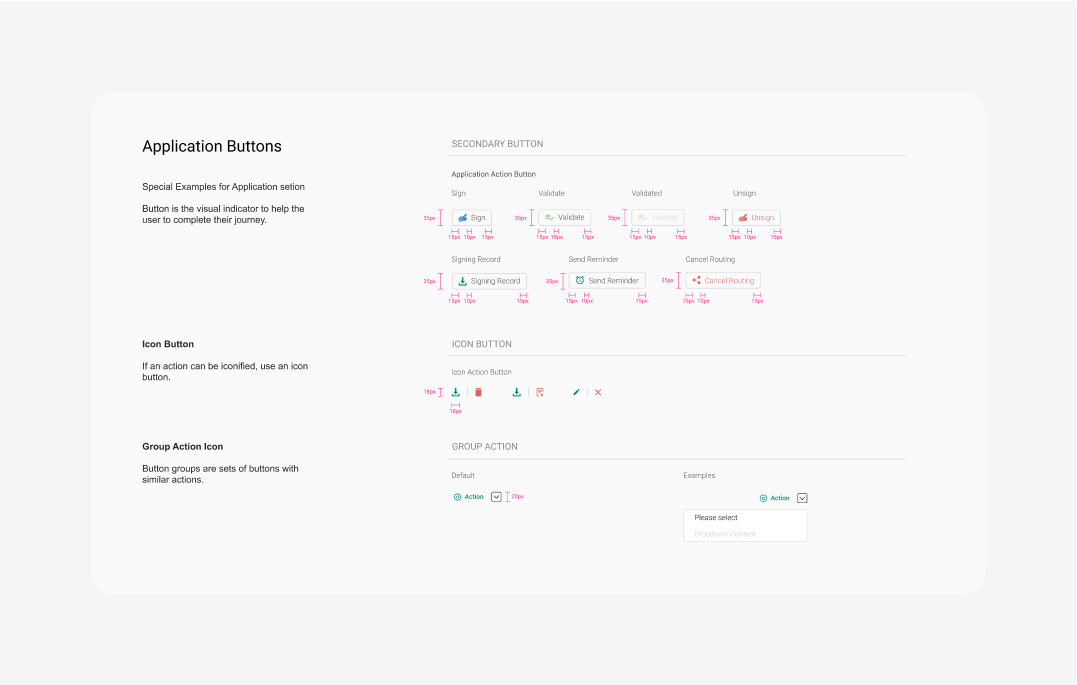 Application Buttons
Special Examples for Application setion
Button is the visual indicator to help the
user to complete their journey.
SECONDARY BUTTON
Application Action Button
Sign
Validate
Validated
Unsign
35px
Sign
15px 10px 15px
35px
Validate
15px 10px 15px
35px
Validate
15px 10px 15px
35px
Unsign
15px 10px 15px
Signing Record
Send Reminder
Cancel Routing
35px
Signing Record
15px 10px 15px
35px
Send Reminder
15px 10px 15px
35px
Cancel Routing
15px 10px 15px
Icon Button
If an action can be iconified, use an icon
button.
ICON BUTTON
Icon Action Button
18px
18px
Group Action Icon
Button groups are sets of buttons with
similar actions.
GROUP ACTION
Default
Action
20px
Examples
Action
Please select
Dropdown Content